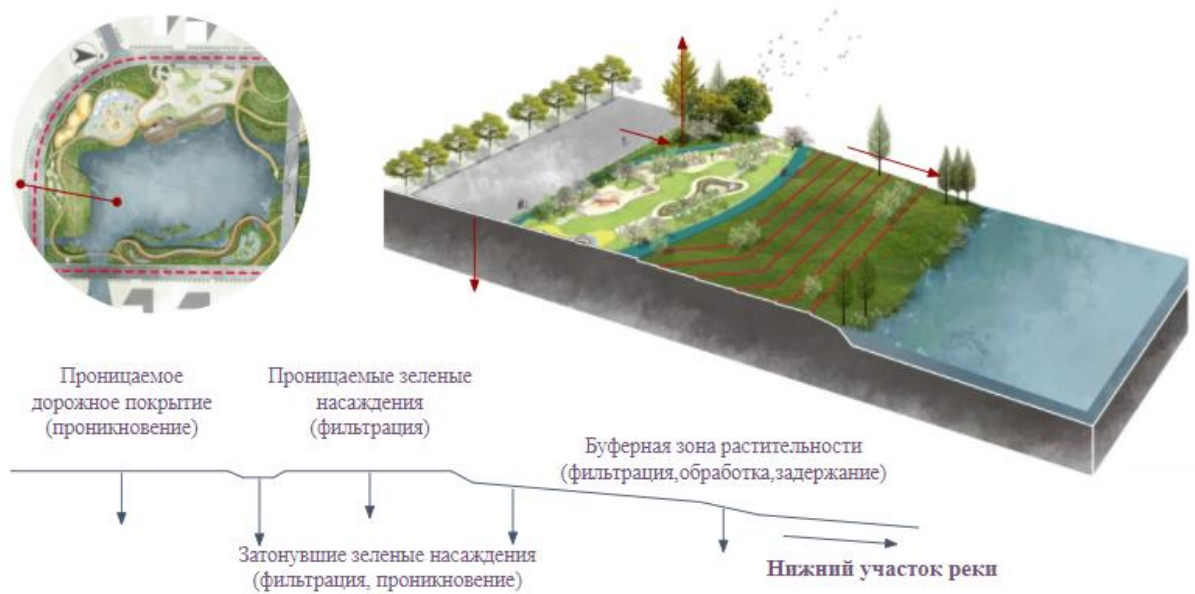 Проницаемое
дорожное покрытие
(проникновение)
Проницаемые зеленые
насаждения
(фильтрация)
Буферная зона растительности
(фильтрация,обработка,задержание)
Затонувшие зеленые насаждения
(фильтрация, проникновение)
Нижний участок реки